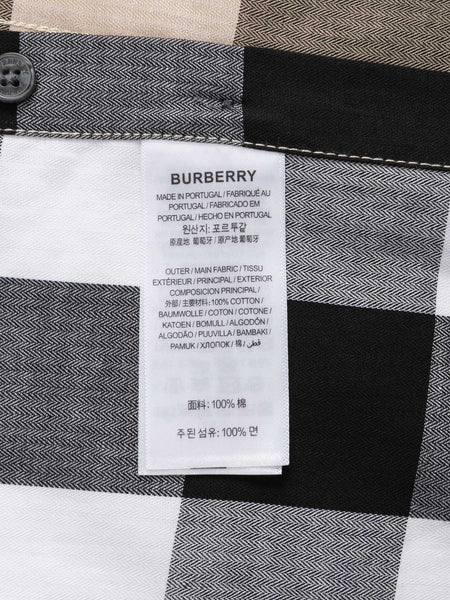 BURBERRY
MADE IN PORTUGAL / FABRIQUÉ AU
PORTUGAL / FABRICADO EM
PORTUGAL / HECHO EN PORTUGAL
원산지: 포르투갈
原産地 葡萄牙 / 原产地 葡萄牙
OUTER / MAIN FABRIC / TISSU
EXTÉRIEUR / PRINCIPAL / EXTERIOR
COMPOSICIÓN PRINCIPAL /
外部 / 主要材料: 100% COTTON /
BAUMWOLLE / COTON / COTONE /
KATOEN / BOMULL / ALGODÓN /
ALGODÃO / PUUVILLA / BAMBAKI /
PAMUK / ХЛОПОК / 棉 / قطن
面料: 100% 棉
주된 섬유: 100% 면